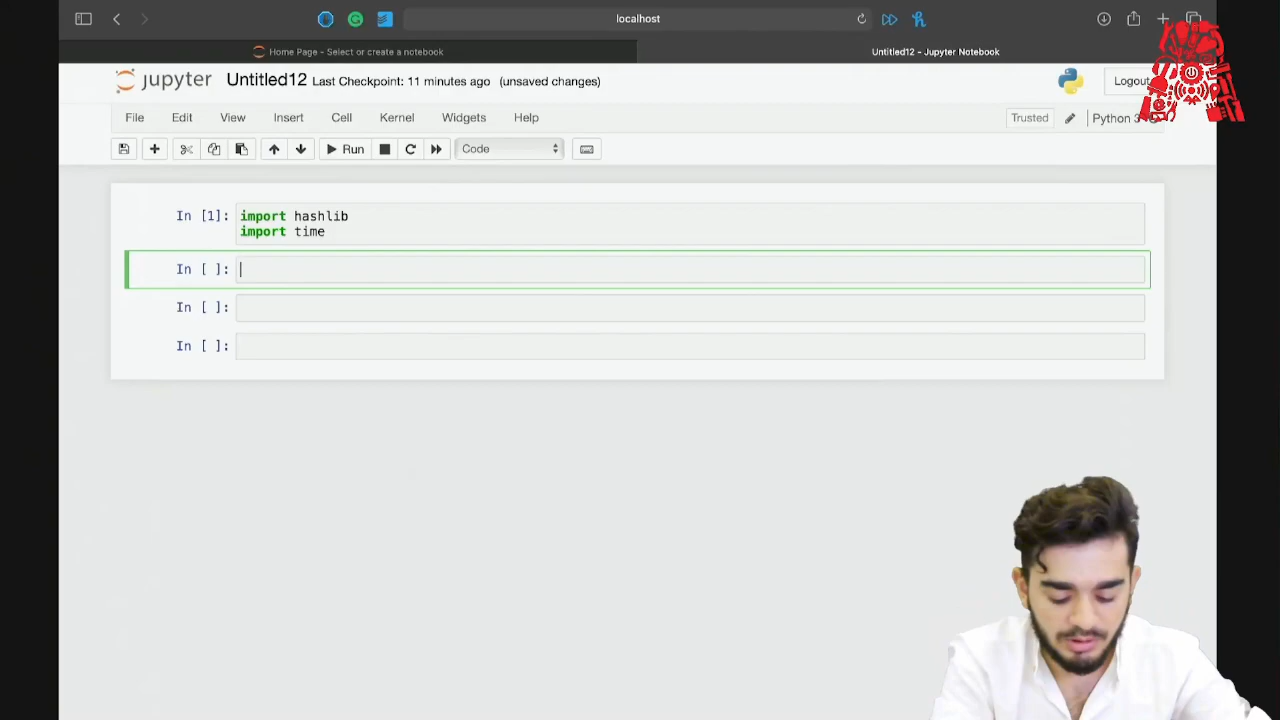 localhost
Home Page - Select or create a notebook
Untitled12 - Jupyter Notebook
jupyter Untitled12 Last Checkpoint: 11 minutes ago (unsaved changes)
Logout
File Edit View Insert Cell Kernel Widgets Help
Trusted
Python 3
Run
Code
In [1]: import hashlib
import time
In [ ]:
In [ ]:
In [ ]: